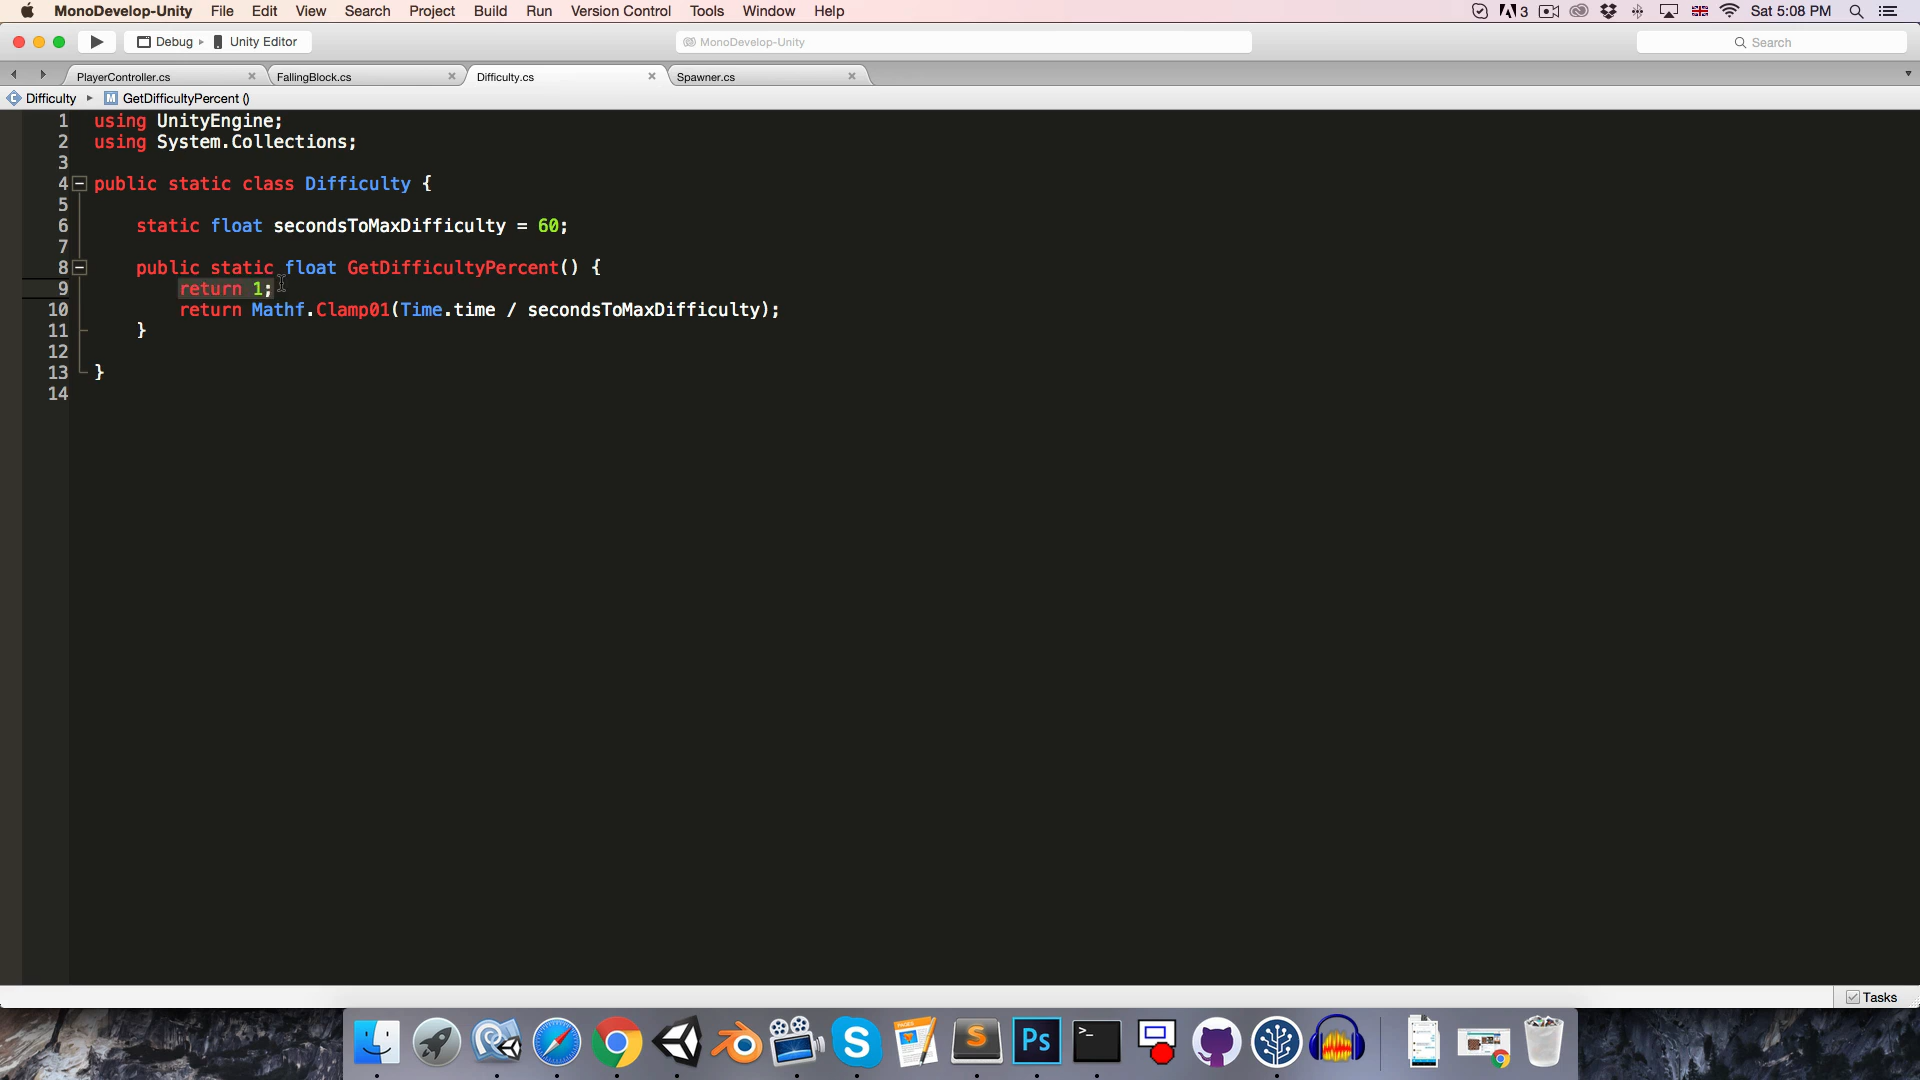 MonoDevelop-Unity File Edit View Search Project Build Run Version Control Tools Window Help 3 Sat 5:08 PM
Debug Unity Editor MonoDevelop-Unity Search
PlayerController.cs FallingBlock.cs Difficulty.cs Spawner.cs
Difficulty M GetDifficultyPercent ()
1 using UnityEngine;
2 using System.Collections;
3
4 public static class Difficulty {
5
6 static float secondsToMaxDifficulty = 60;
7
8 public static float GetDifficultyPercent() {
9 return 1;
10 return Mathf.Clamp01(Time.time / secondsToMaxDifficulty);
11 }
12
13 }
14
Tasks
S Ps >_
PAGES